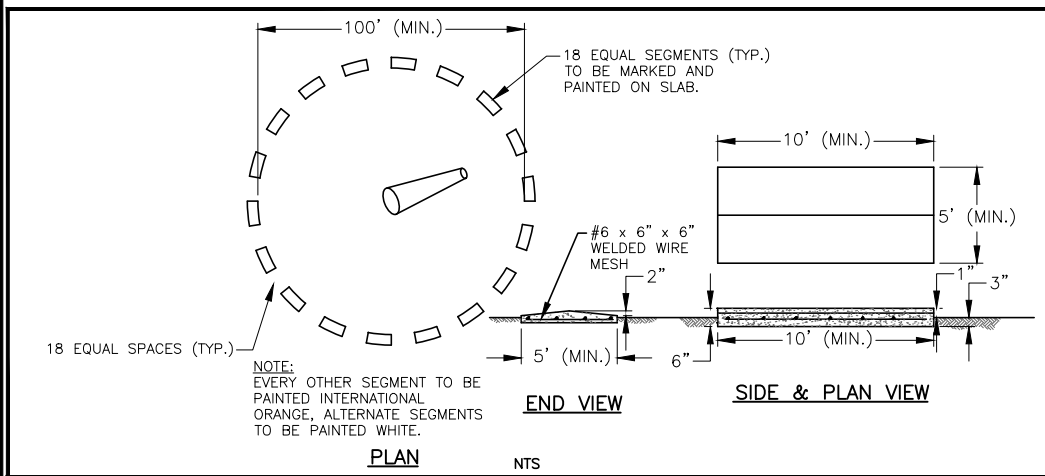 100' (MIN.)
18 EQUAL SEGMENTS (TYP.)
TO BE MARKED AND
PAINTED ON SLAB.
10' (MIN.)
5' (MIN.)
#6 x 6" x 6"
WELDED WIRE
MESH
2"
1"
3"
18 EQUAL SPACES (TYP.)
5' (MIN.)
6"
10' (MIN.)
NOTE:
EVERY OTHER SEGMENT TO BE
PAINTED INTERNATIONAL
ORANGE, ALTERNATE SEGMENTS
TO BE PAINTED WHITE.
END VIEW
SIDE & PLAN VIEW
PLAN
NTS